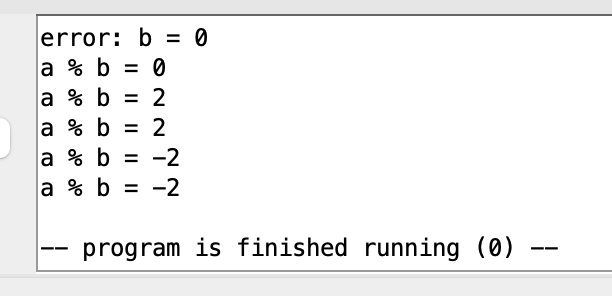 error: b = 0
a % b = 0
a % b = 2
a % b = 2
a % b = -2
a % b = -2
-- program is finished running (0) --